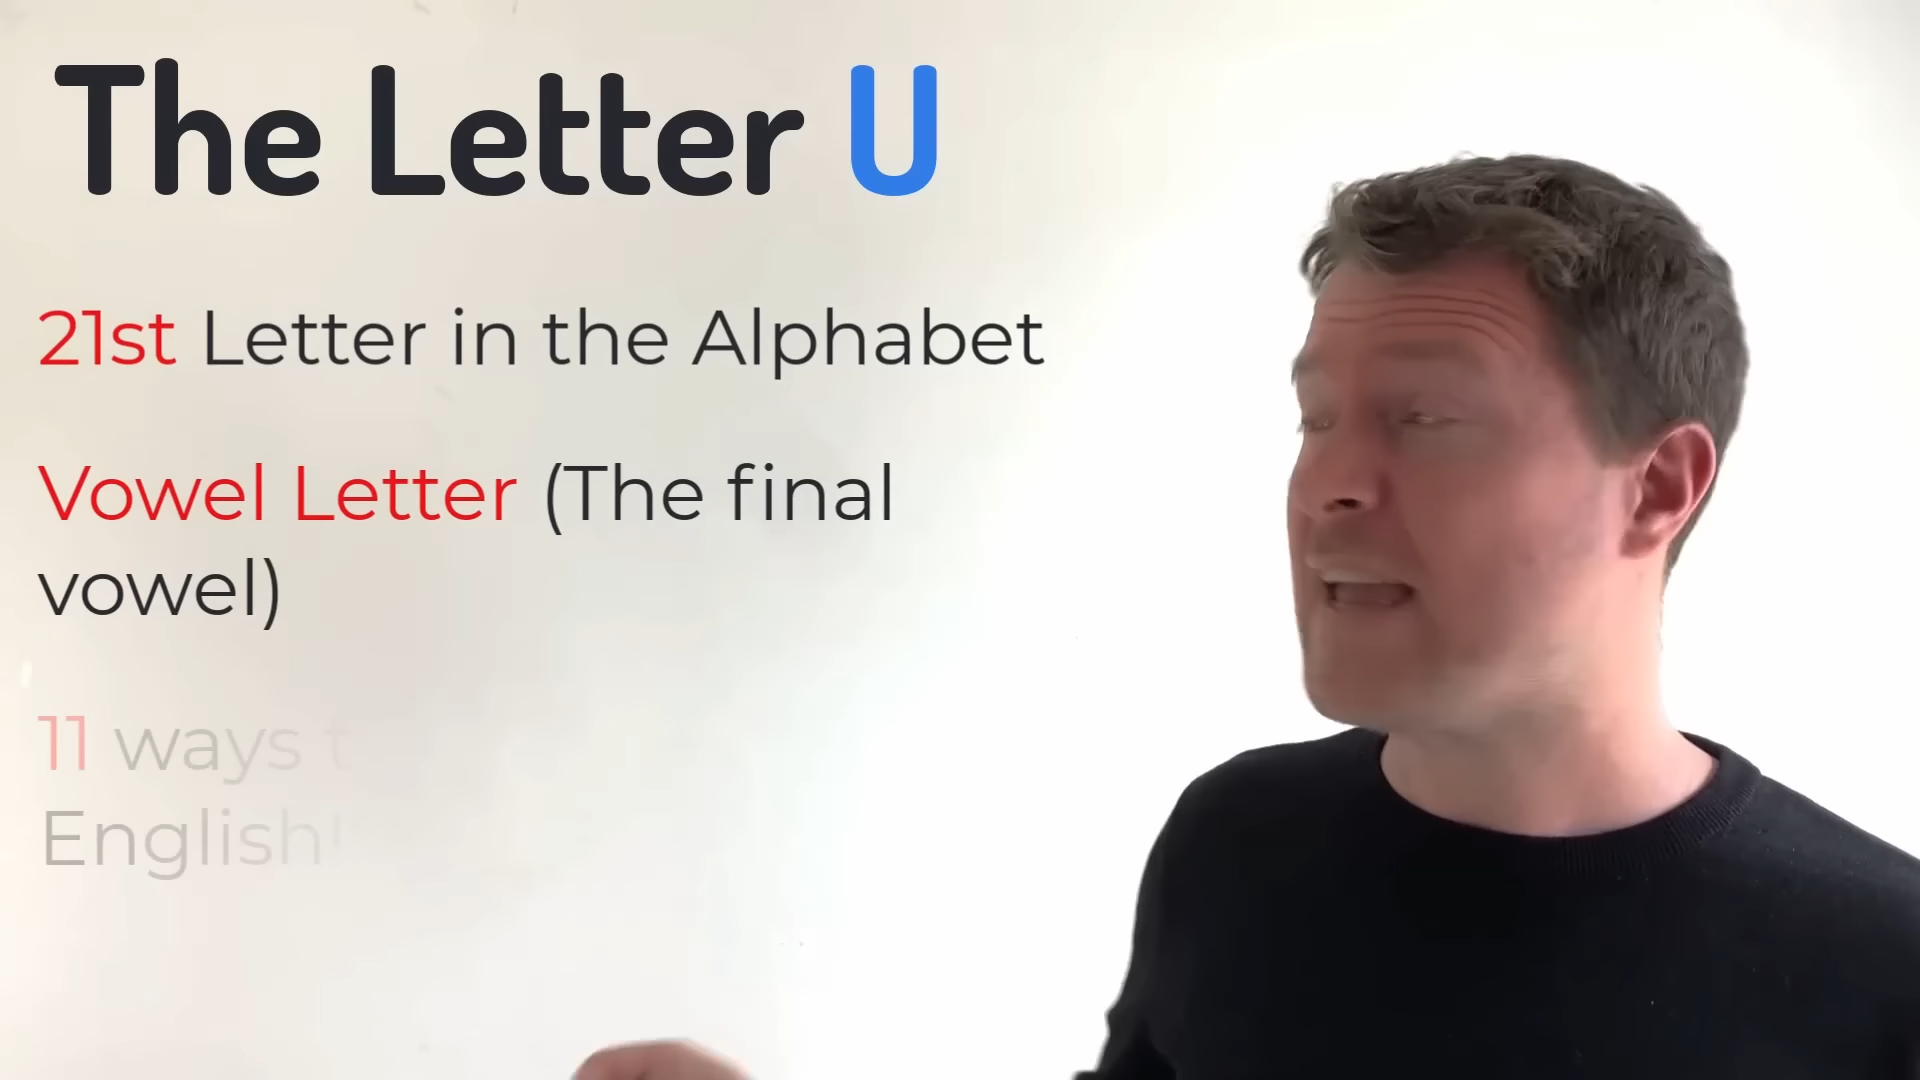 The Letter U
21st Letter in the Alphabet
Vowel Letter (The final
vowel)
11 ways t
English!